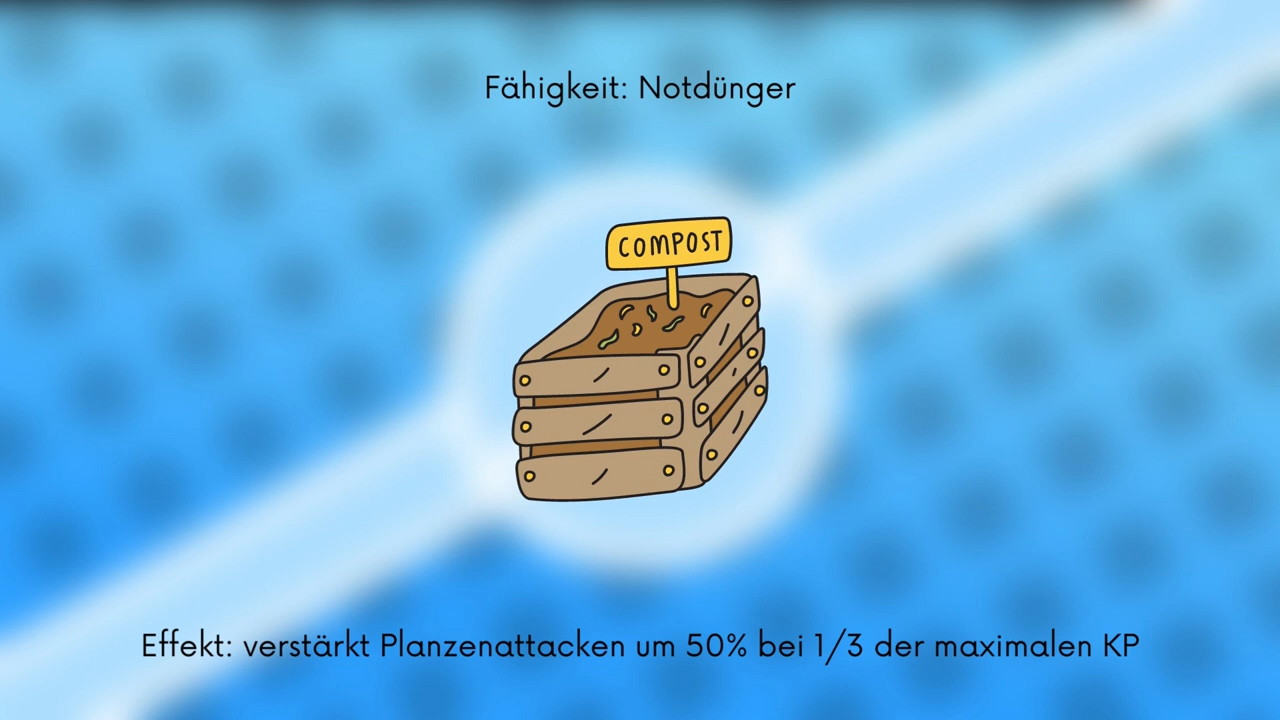 Fähigkeit: Notdünger
COMPOST
Effekt: verstärkt Planzenattacken um 50% bei 1/3 der maximalen KP